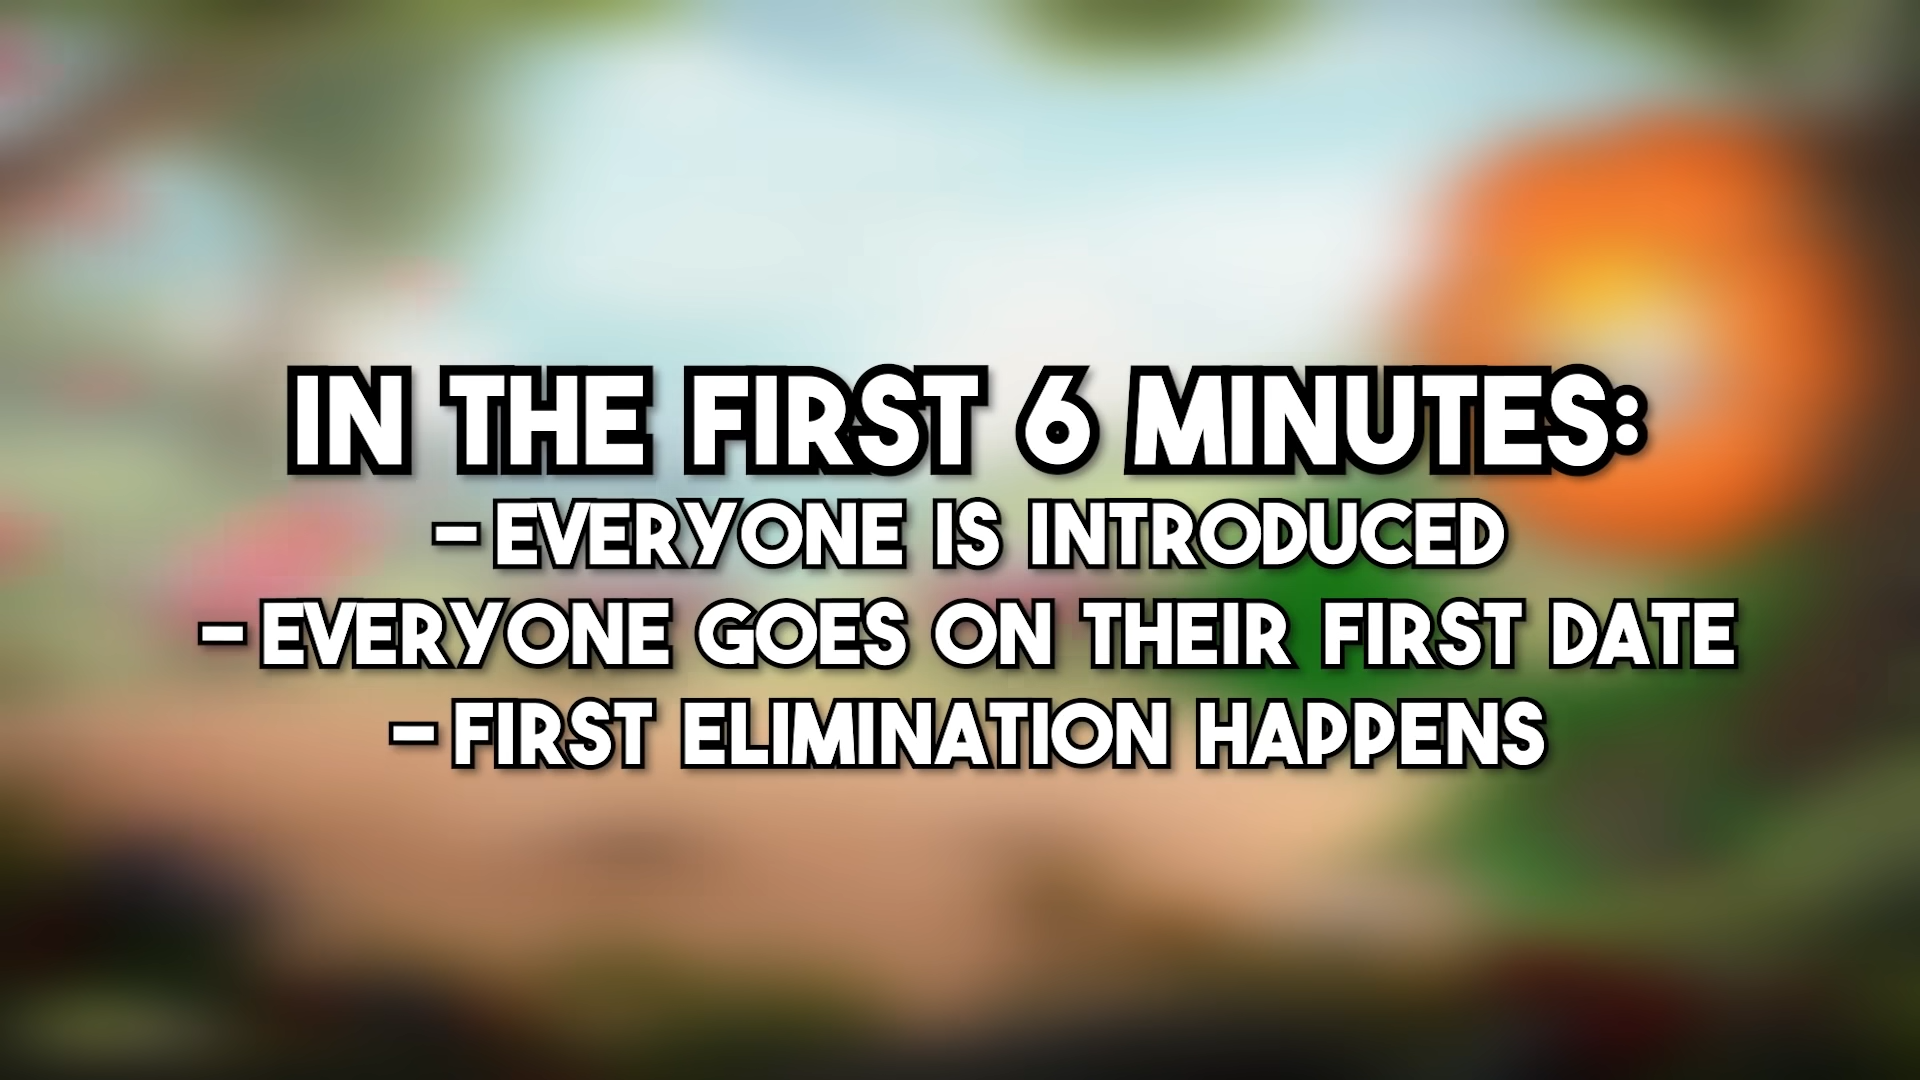 IN THE FIRST 6 MINUTES:
- EVERYONE IS INTRODUCED
- EVERYONE GOES ON THEIR FIRST DATE
- FIRST ELIMINATION HAPPENS